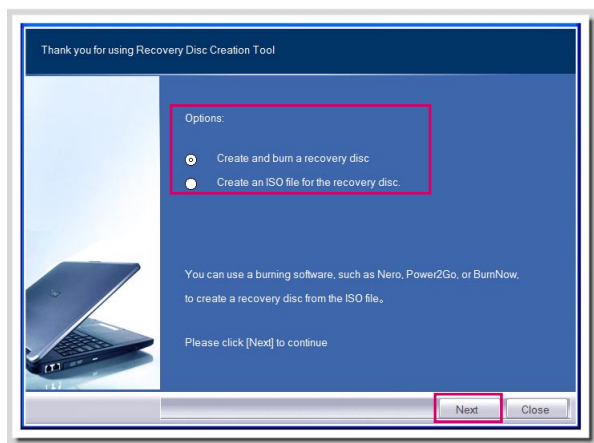 Thank you for using Recovery Disc Creation Tool
Options:
Create and burn a recovery disc
Create an ISO file for the recovery disc.
You can use a burning software, such as Nero, Power2Go, or BurnNow,
to create a recovery disc from the ISO file。
Please click [Next] to continue
Next
Close